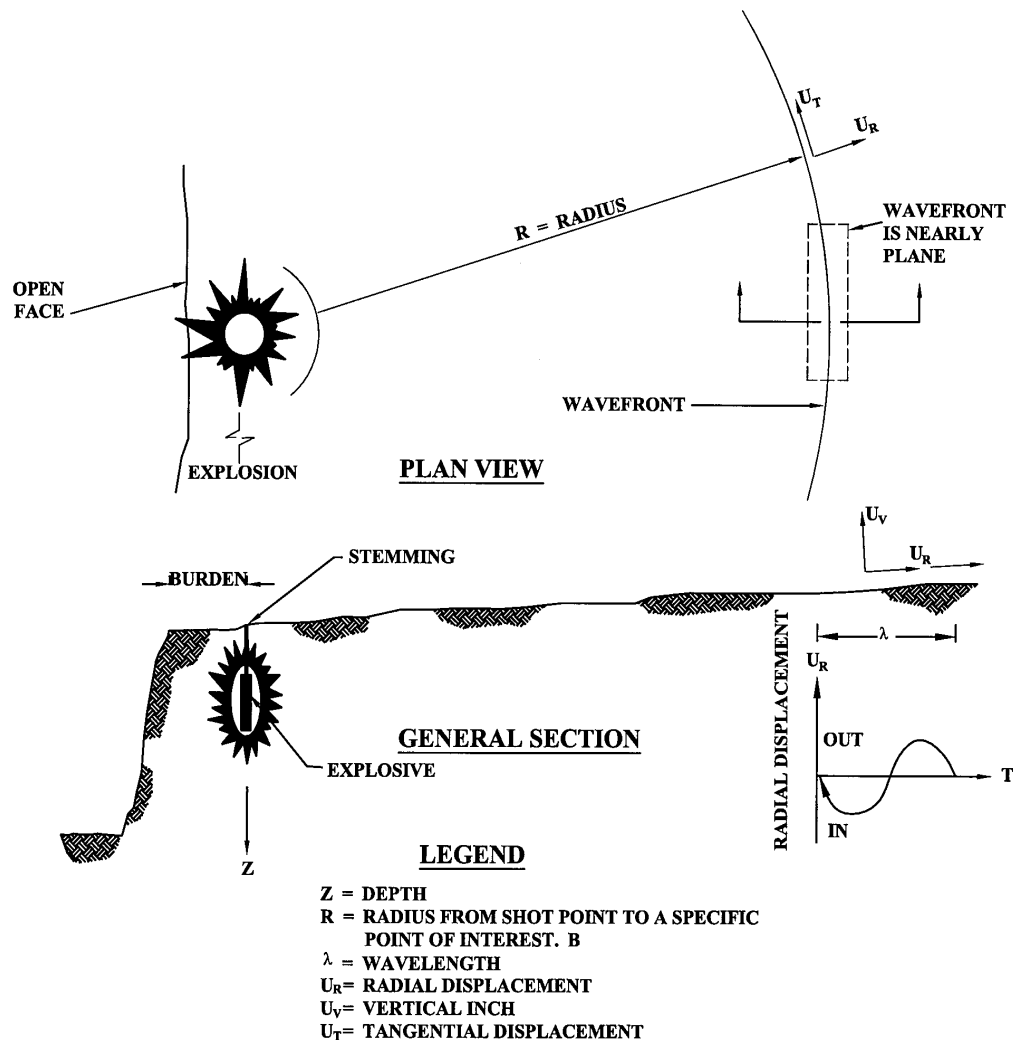 U_T
U_R
R = RADIUS
WAVEFRONT
IS NEARLY
PLANE
OPEN
FACE
WAVEFRONT
EXPLOSION
PLAN VIEW
U_V
STEMMING
U_R
BURDEN
λ
U_R
RADIAL DISPLACEMENT
GENERAL SECTION
OUT
EXPLOSIVE
T
IN
Z
LEGEND
Z = DEPTH
R = RADIUS FROM SHOT POINT TO A SPECIFIC
POINT OF INTEREST. B
λ = WAVELENGTH
U_R= RADIAL DISPLACEMENT
U_V= VERTICAL INCH
U_T= TANGENTIAL DISPLACEMENT